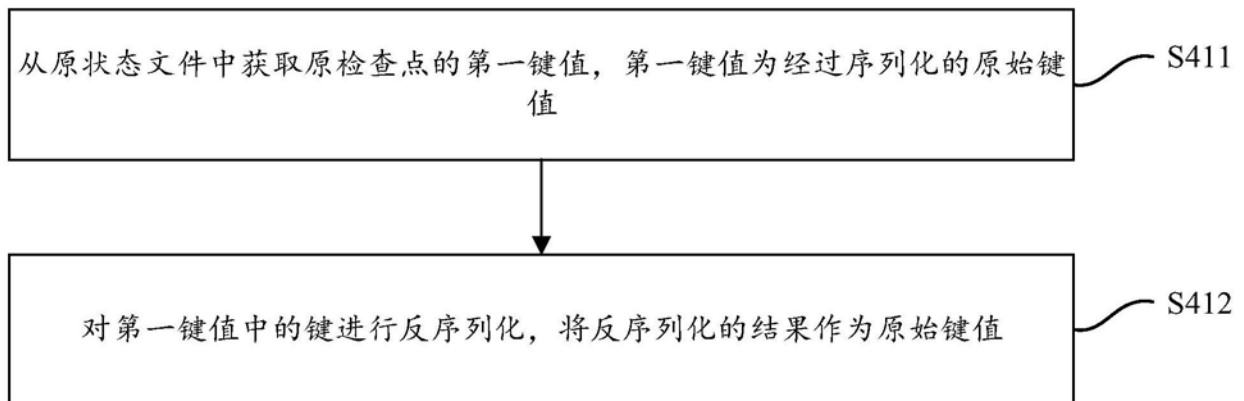 从原状态文件中获取原检查点的第一键值，第一键值为经过序列化的原始键
值
S411
对第一键值中的键进行反序列化，将反序列化的结果作为原始键值
S412